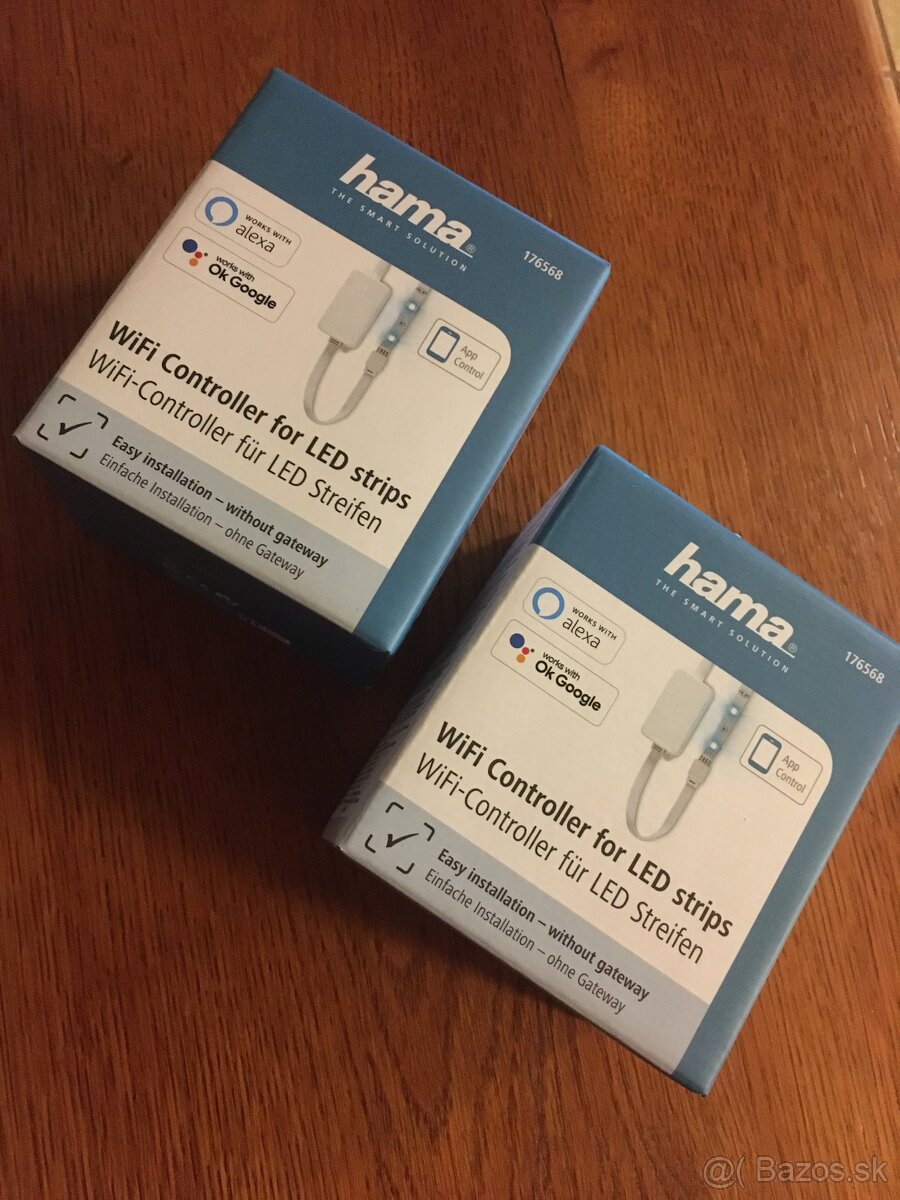 hama®
THE SMART SOLUTION
176568
WORKS WITH
alexa
works with
Ok Google
App
Control
WiFi Controller for LED strips
WiFi-Controller für LED Streifen
Easy installation – without gateway
Einfache Installation – ohne Gateway
hama®
THE SMART SOLUTION
176568
WORKS WITH
alexa
works with
Ok Google
App
Control
WiFi Controller for LED strips
WiFi-Controller für LED Streifen
Easy installation – without gateway
Einfache Installation – ohne Gateway
@( Bazos.sk